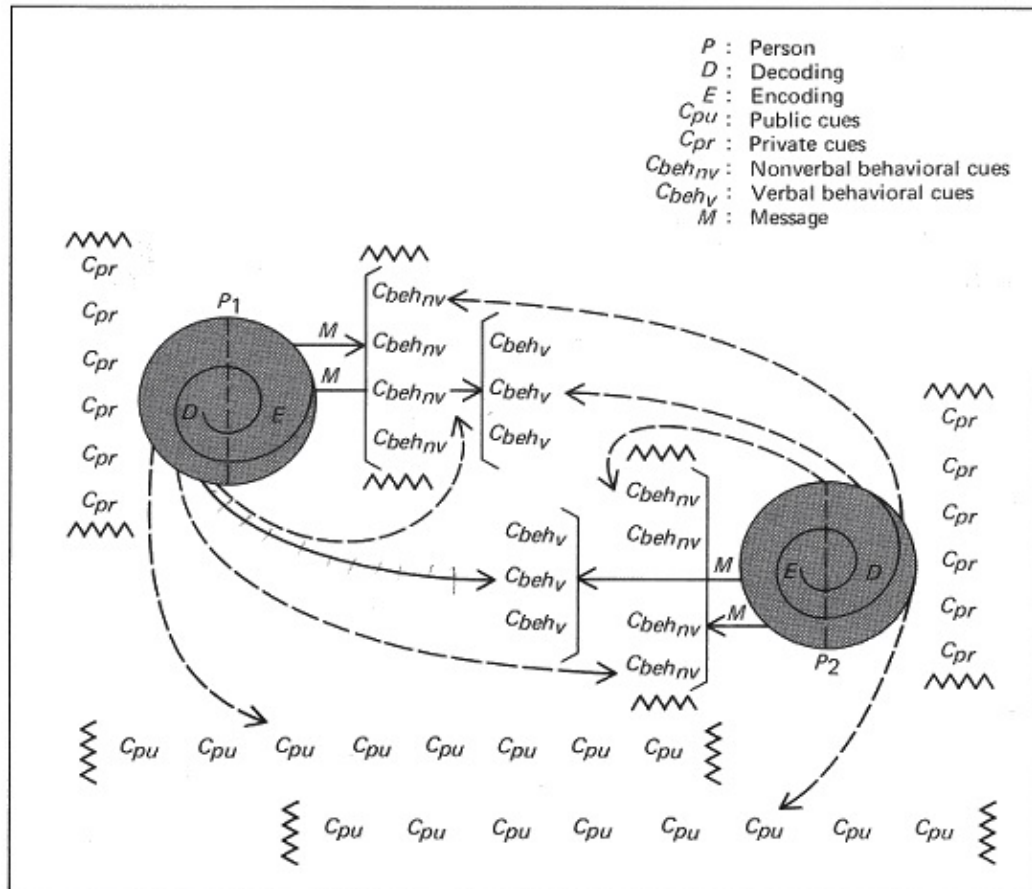 P : Person
D : Decoding
E : Encoding
Cpu : Public cues
Cpr : Private cues
Cbehnv : Nonverbal behavioral cues
Cbehv : Verbal behavioral cues
M : Message
Cpr
Cpr
Cpr
Cpr
Cpr
Cpr
P1
D
E
M
M
Cbehnv
Cbehnv
Cbehnv
Cbehnv
Cbehv
Cbehv
Cbehv
Cbehv
Cbehv
Cbehv
Cbehnv
Cbehnv
Cbehnv
Cbehnv
M
M
E
D
P2
Cpr
Cpr
Cpr
Cpr
Cpr
Cpr
Cpu Cpu Cpu Cpu Cpu Cpu Cpu Cpu
Cpu Cpu Cpu Cpu Cpu Cpu Cpu Cpu